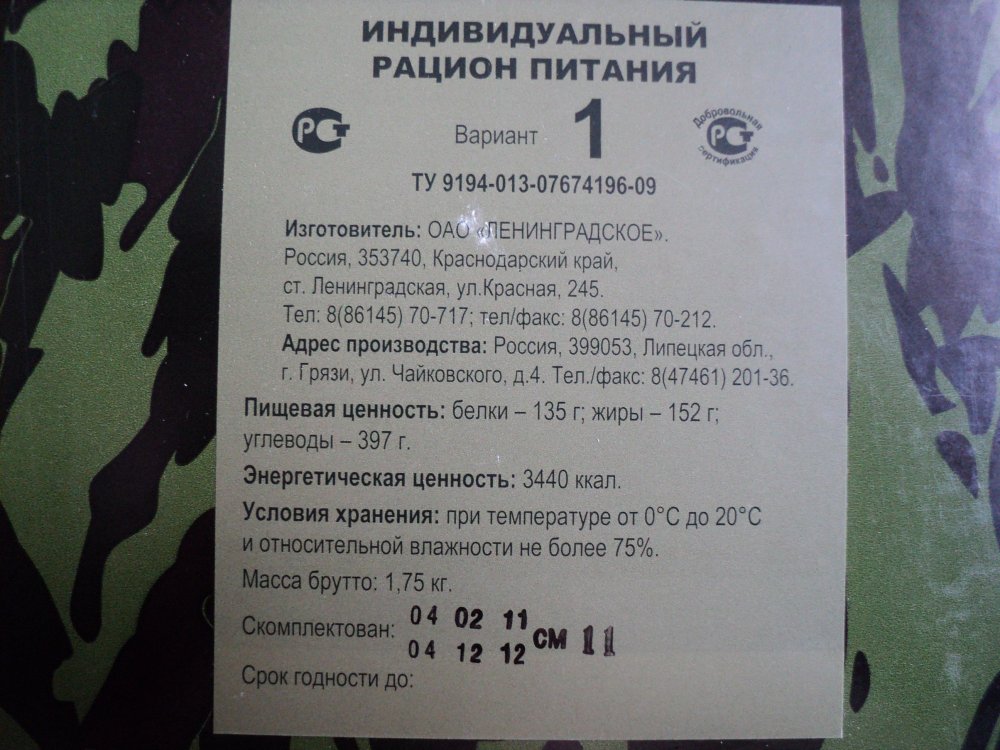 ИНДИВИДУАЛЬНЫЙ
РАЦИОН ПИТАНИЯ
РСТ
Вариант 1
Добровольная
РСТ
сертификация
ТУ 9194-013-07674196-09
Изготовитель: ОАО «ЛЕНИНГРАДСКОЕ».
Россия, 353740, Краснодарский край,
ст. Ленинградская, ул.Красная, 245.
Тел: 8(86145) 70-717; тел/факс: 8(86145) 70-212.
Адрес производства: Россия, 399053, Липецкая обл.,
г. Грязи, ул. Чайковского, д.4. Тел./факс: 8(47461) 201-36.
Пищевая ценность: белки – 135 г; жиры – 152 г;
углеводы – 397 г.
Энергетическая ценность: 3440 ккал.
Условия хранения: при температуре от 0°С до 20°С
и относительной влажности не более 75%.
Масса брутто: 1,75 кг.
Скомплектован: 04 02 11 СМ 11
04 12 12
Срок годности до: